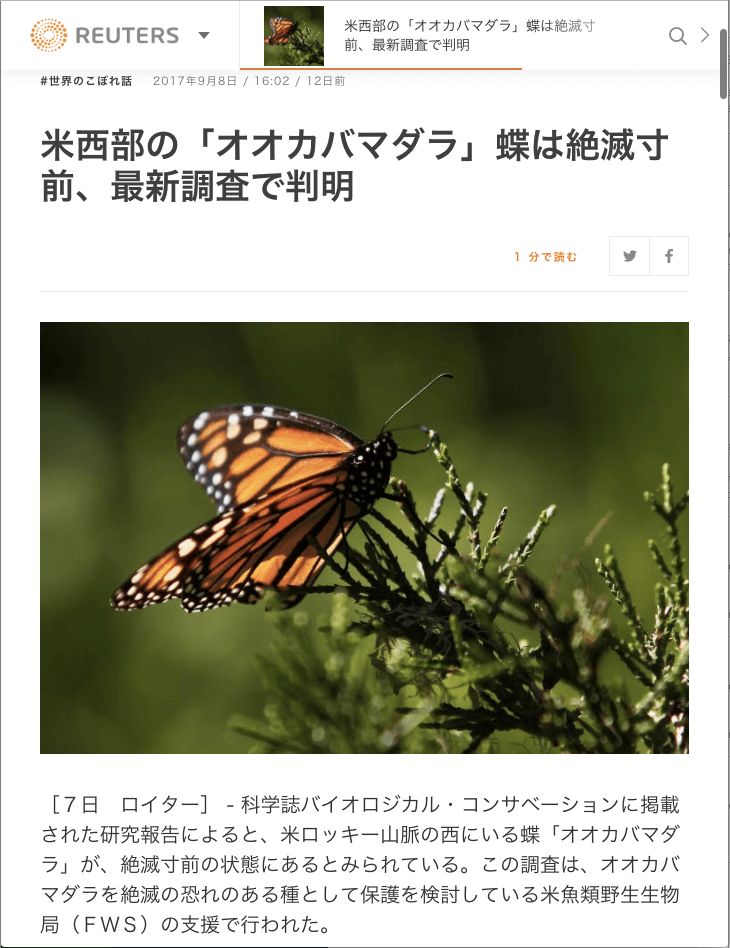 REUTERS
米西部の「オオカバマダラ」蝶は絶滅寸
前、最新調査で判明
#世界のこぼれ話 2017年9月8日 / 16:02 / 12日前
米西部の「オオカバマダラ」蝶は絶滅寸
前、最新調査で判明
1 分で読む
［７日　ロイター］ - 科学誌バイオロジカル・コンサベーションに掲載
された研究報告によると、米ロッキー山脈の西にいる蝶「オオカバマダ
ラ」が、絶滅寸前の状態にあるとみられている。この調査は、オオカバ
マダラを絶滅の恐れのある種として保護を検討している米魚類野生生物
局（ＦＷＳ）の支援で行われた。